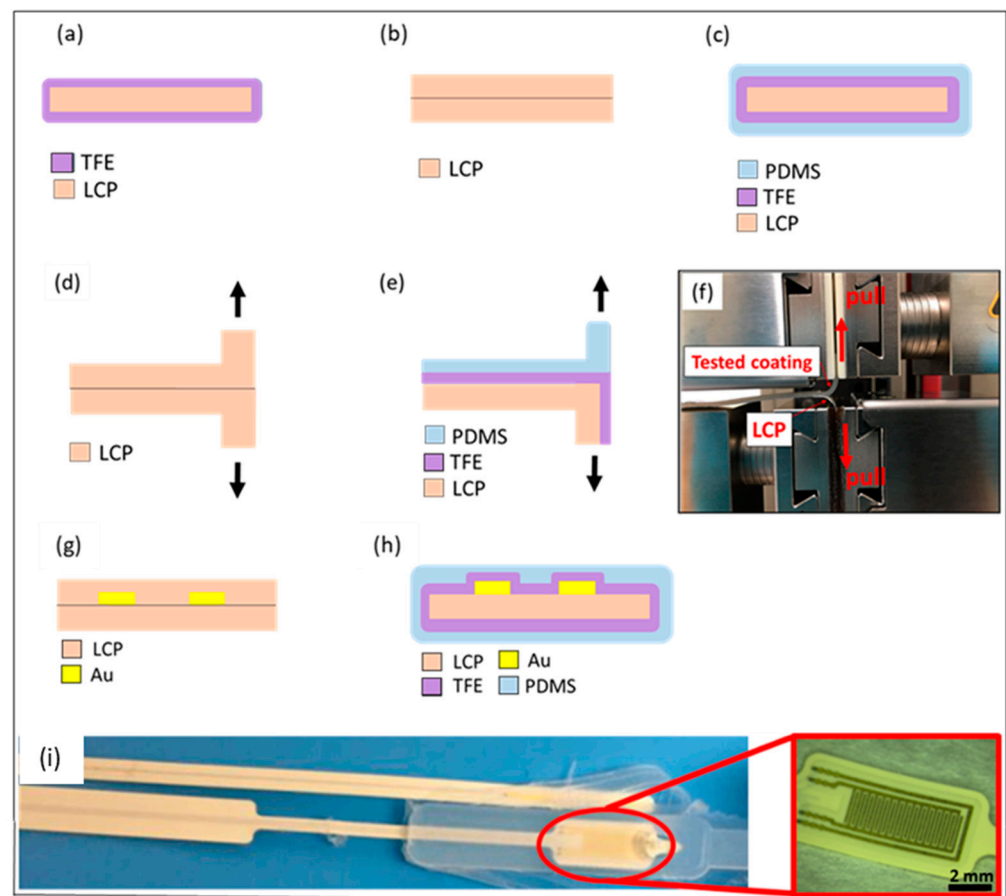 (a)
(b)
(c)
TFE
LCP
LCP
PDMS
TFE
LCP
(d)
(e)
(f)
pull
Tested coating
LCP
pull
LCP
PDMS
TFE
LCP
(g)
(h)
LCP
Au
LCP
Au
TFE
PDMS
(i)
2 mm